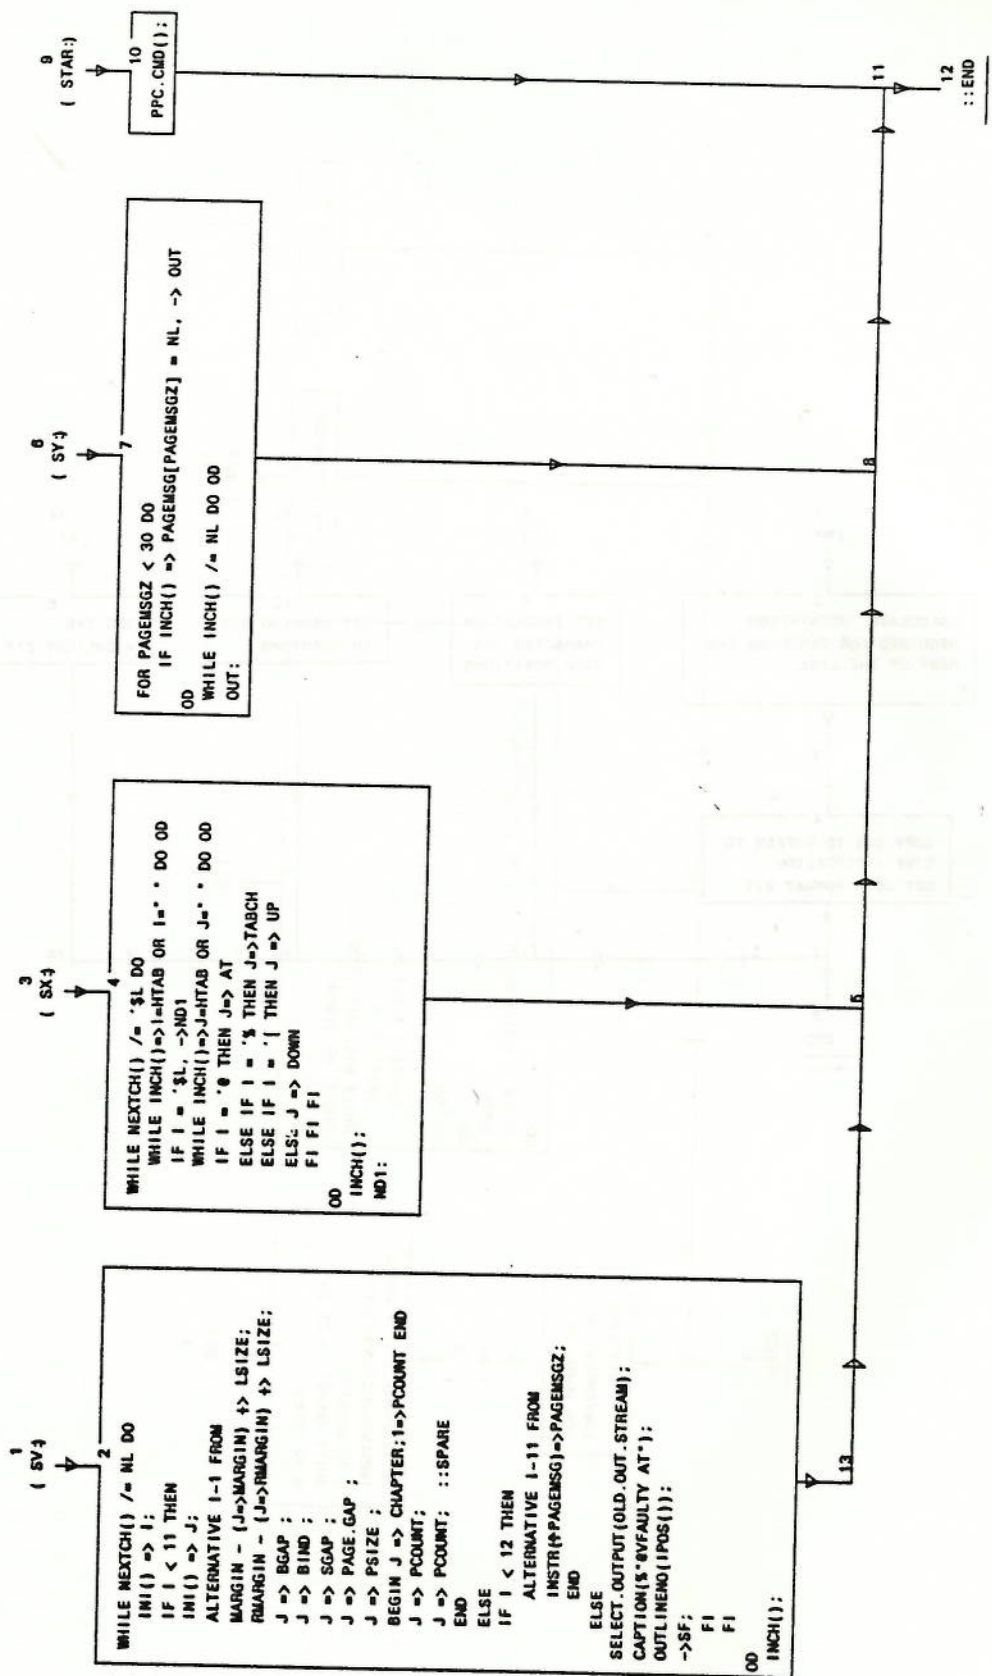 1
( SV:)
2
WHILE NEXTCH() /= NL DO
INI() => I;
IF I < 11 THEN
INI() => J;
ALTERNATIVE I-1 FROM
MARGIN - (J=>MARGIN) +> LSIZE;
RMARGIN - (J=>RMARGIN) +> LSIZE;
J => BGAP ;
J => BIND ;
J => SGAP ;
J => PAGE.GAP ;
J => PSIZE ;
BEGIN J => CHAPTER;1=>PCOUNT END
J => PCOUNT;
J => PCOUNT; ::SPARE
END
ELSE
IF I < 12 THEN
ALTERNATIVE I-11 FROM
INSTR(^PAGEMSG)=>PAGEMSGZ;
END
ELSE
SELECT.OUTPUT(OLD.OUT.STREAM);
CAPTION(%"@VFAULTY AT");
OUTLINENO(IPOS());
->SF;
FI
FI
OD
INCH();
13
3
( SX:)
4
WHILE NEXTCH() /= '$L DO
WHILE INCH()=>I=HTAB OR I=" " DO OD
IF I = '$L, ->ND1
WHILE INCH()=>J=HTAB OR J=" " DO OD
IF I = '@ THEN J=> AT
ELSE IF I = '% THEN J=>TABCH
ELSE IF I = '[ THEN J => UP
ELSE J => DOWN
FI FI FI
OD
INCH();
ND1:
5
6
( SY:)
7
FOR PAGEMSGZ < 30 DO
IF INCH() => PAGEMSG[PAGEMSGZ] = NL, -> OUT
OD
WHILE INCH() /= NL DO OD
OUT:
8
9
( STAR:)
10
PPC.CMD();
11
12
::END